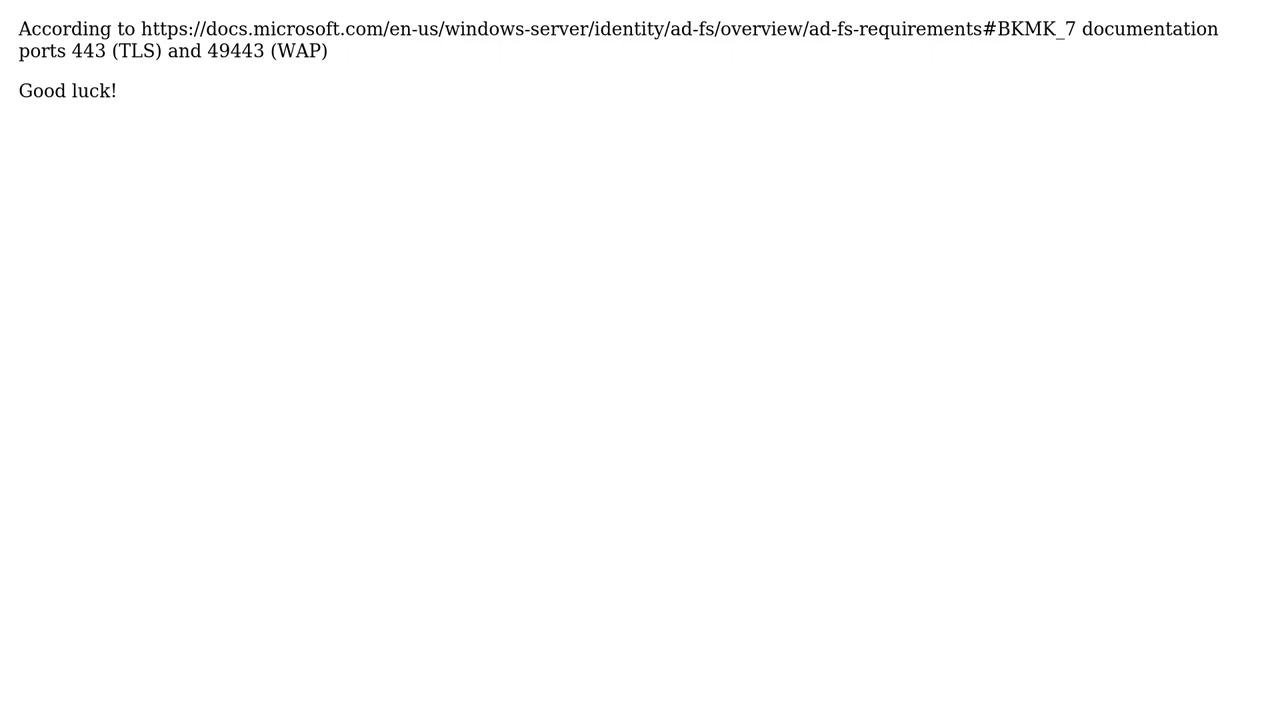 According to https://docs.microsoft.com/en-us/windows-server/identity/ad-fs/overview/ad-fs-requirements#BKMK_7 documentation
ports 443 (TLS) and 49443 (WAP)
Good luck!